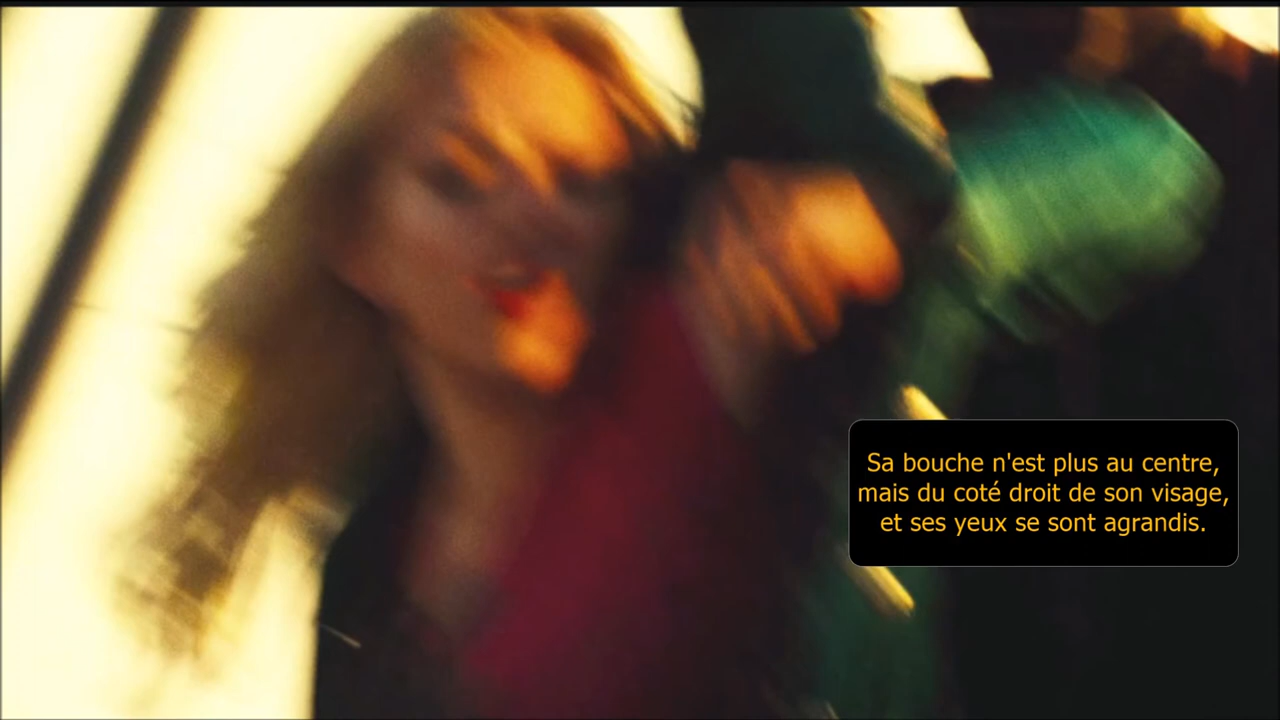 Sa bouche n'est plus au centre,
mais du coté droit de son visage,
et ses yeux se sont agrandis.